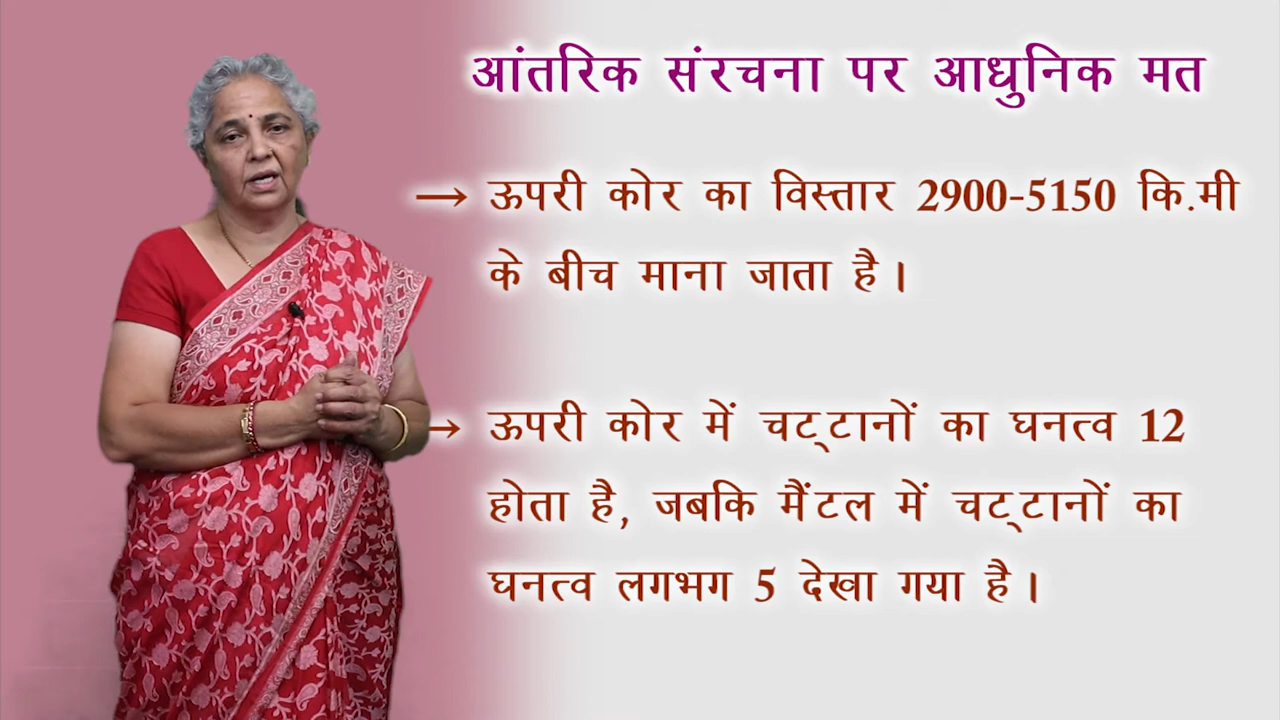 आंतरिक संरचना पर आधुनिक मत
→ ऊपरी कोर का विस्तार 2900-5150 कि.मी
के बीच माना जाता है।
→ ऊपरी कोर में चट्‌टानों का घनत्व 12
होता है, जबकि मैंटल में चट्‌टानों का
घनत्व लगभग 5 देखा गया है।